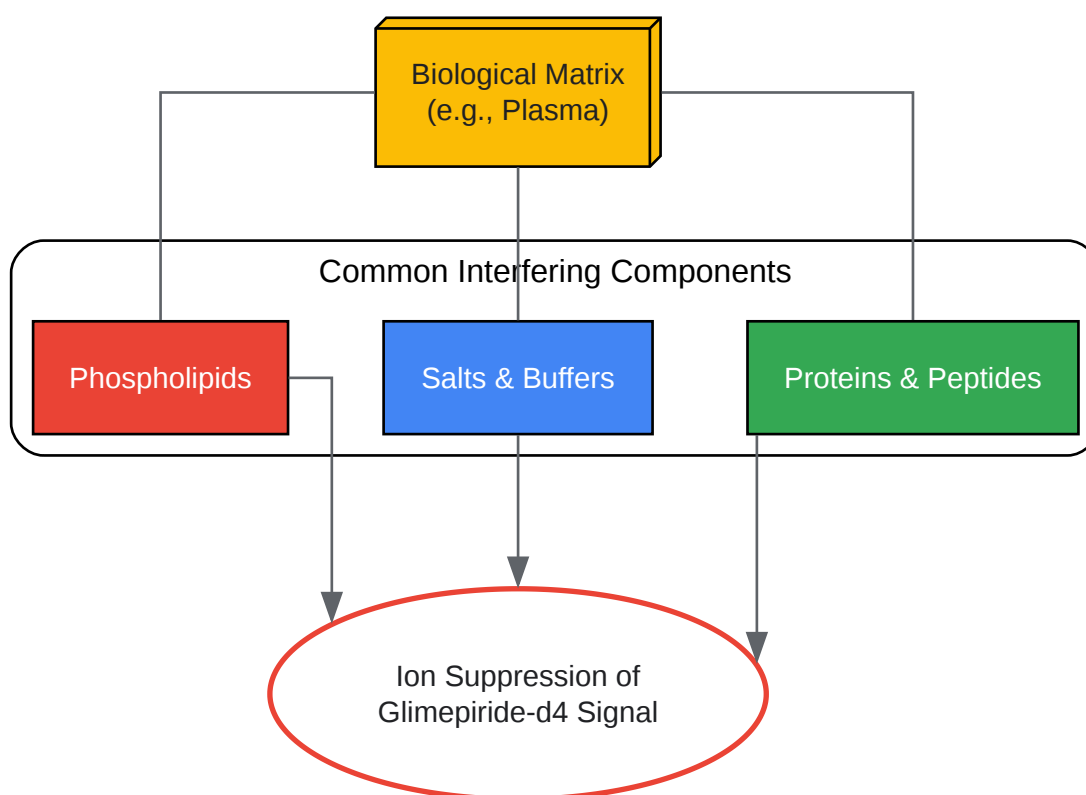 Biological Matrix
(e.g., Plasma)
Common Interfering Components
Phospholipids
Salts & Buffers
Proteins & Peptides
Ion Suppression of
Glimepiride-d4 Signal